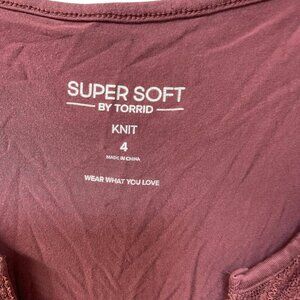 SUPER SOFT
BY TORRID
KNIT
4
MADE IN CHINA
WEAR WHAT YOU LOVE